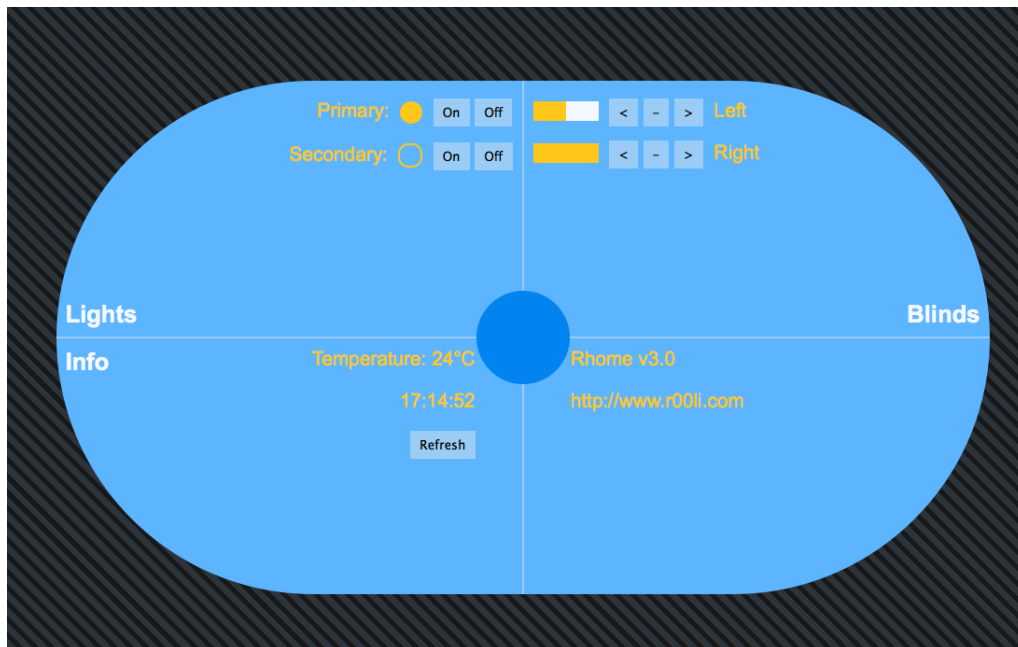 Primary: On Off < - > Left
Secondary: On Off < - > Right
Lights
Blinds
Info
Temperature: 24°C
17:14:52
Refresh
Rhome v3.0
http://www.r00li.com